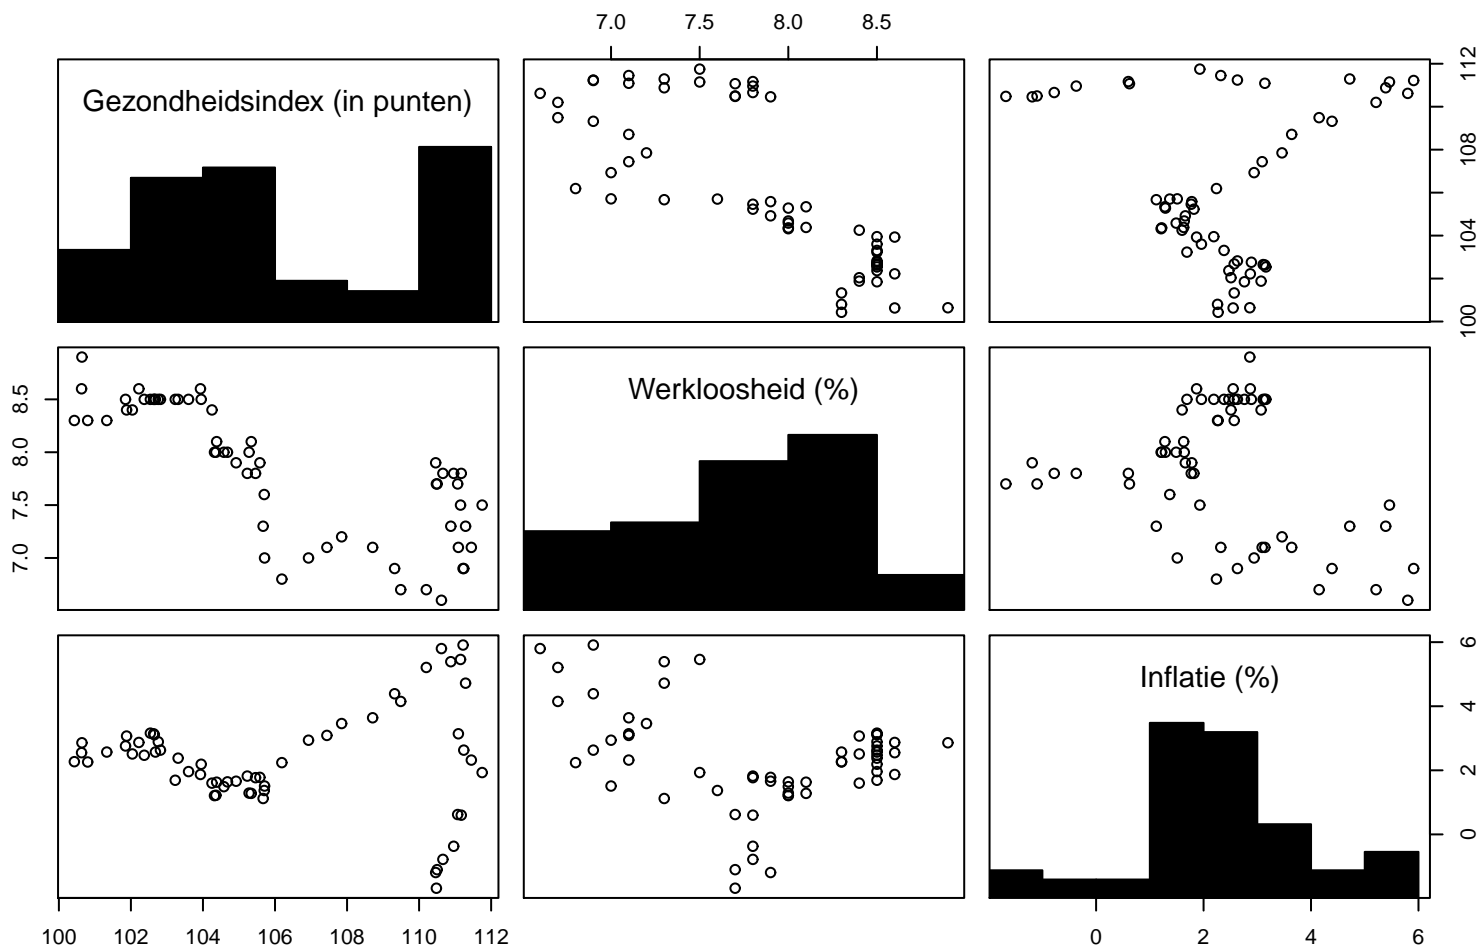 7.0 7.5 8.0 8.5
Gezondheidsindex (in punten)
100 104 108 112
7.0 7.5 8.0 8.5
Werkloosheid (%)
Inflatie (%)
0 2 4 6
100 102 104 106 108 110 112
0 2 4 6